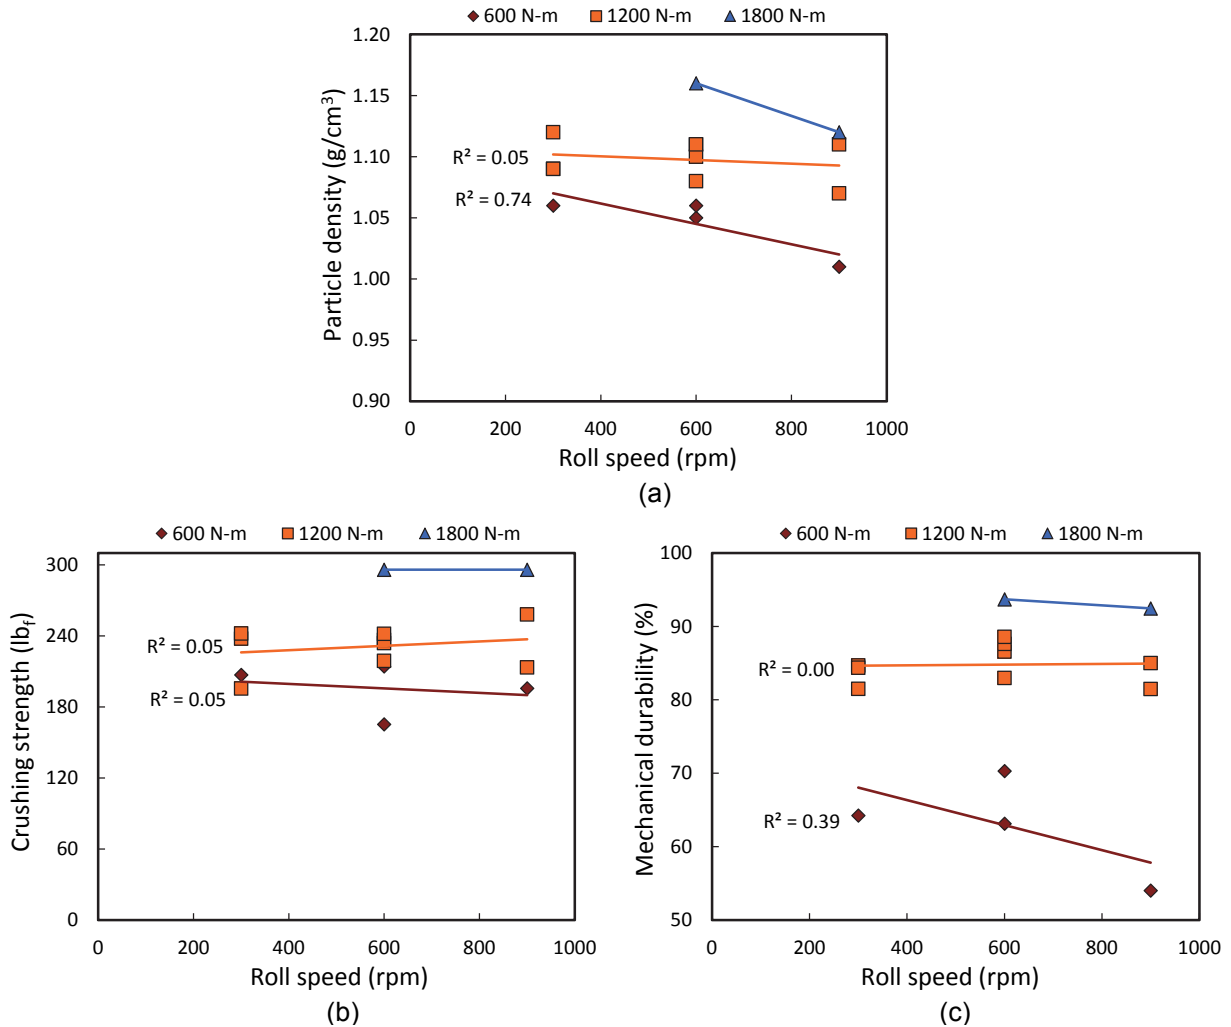 600 N-m 1200 N-m 1800 N-m
1.20
1.15
1.10
1.05
1.00
0.95
0.90
Particle density (g/cm³)
R² = 0.05
R² = 0.74
0 200 400 600 800 1000
Roll speed (rpm)
(a)
600 N-m 1200 N-m 1800 N-m
300
240
180
120
60
0
Crushing strength (lbf)
R² = 0.05
R² = 0.05
0 200 400 600 800 1000
Roll speed (rpm)
(b)
600 N-m 1200 N-m 1800 N-m
100
90
80
70
60
50
Mechanical durability (%)
R² = 0.00
R² = 0.39
0 200 400 600 800 1000
Roll speed (rpm)
(c)